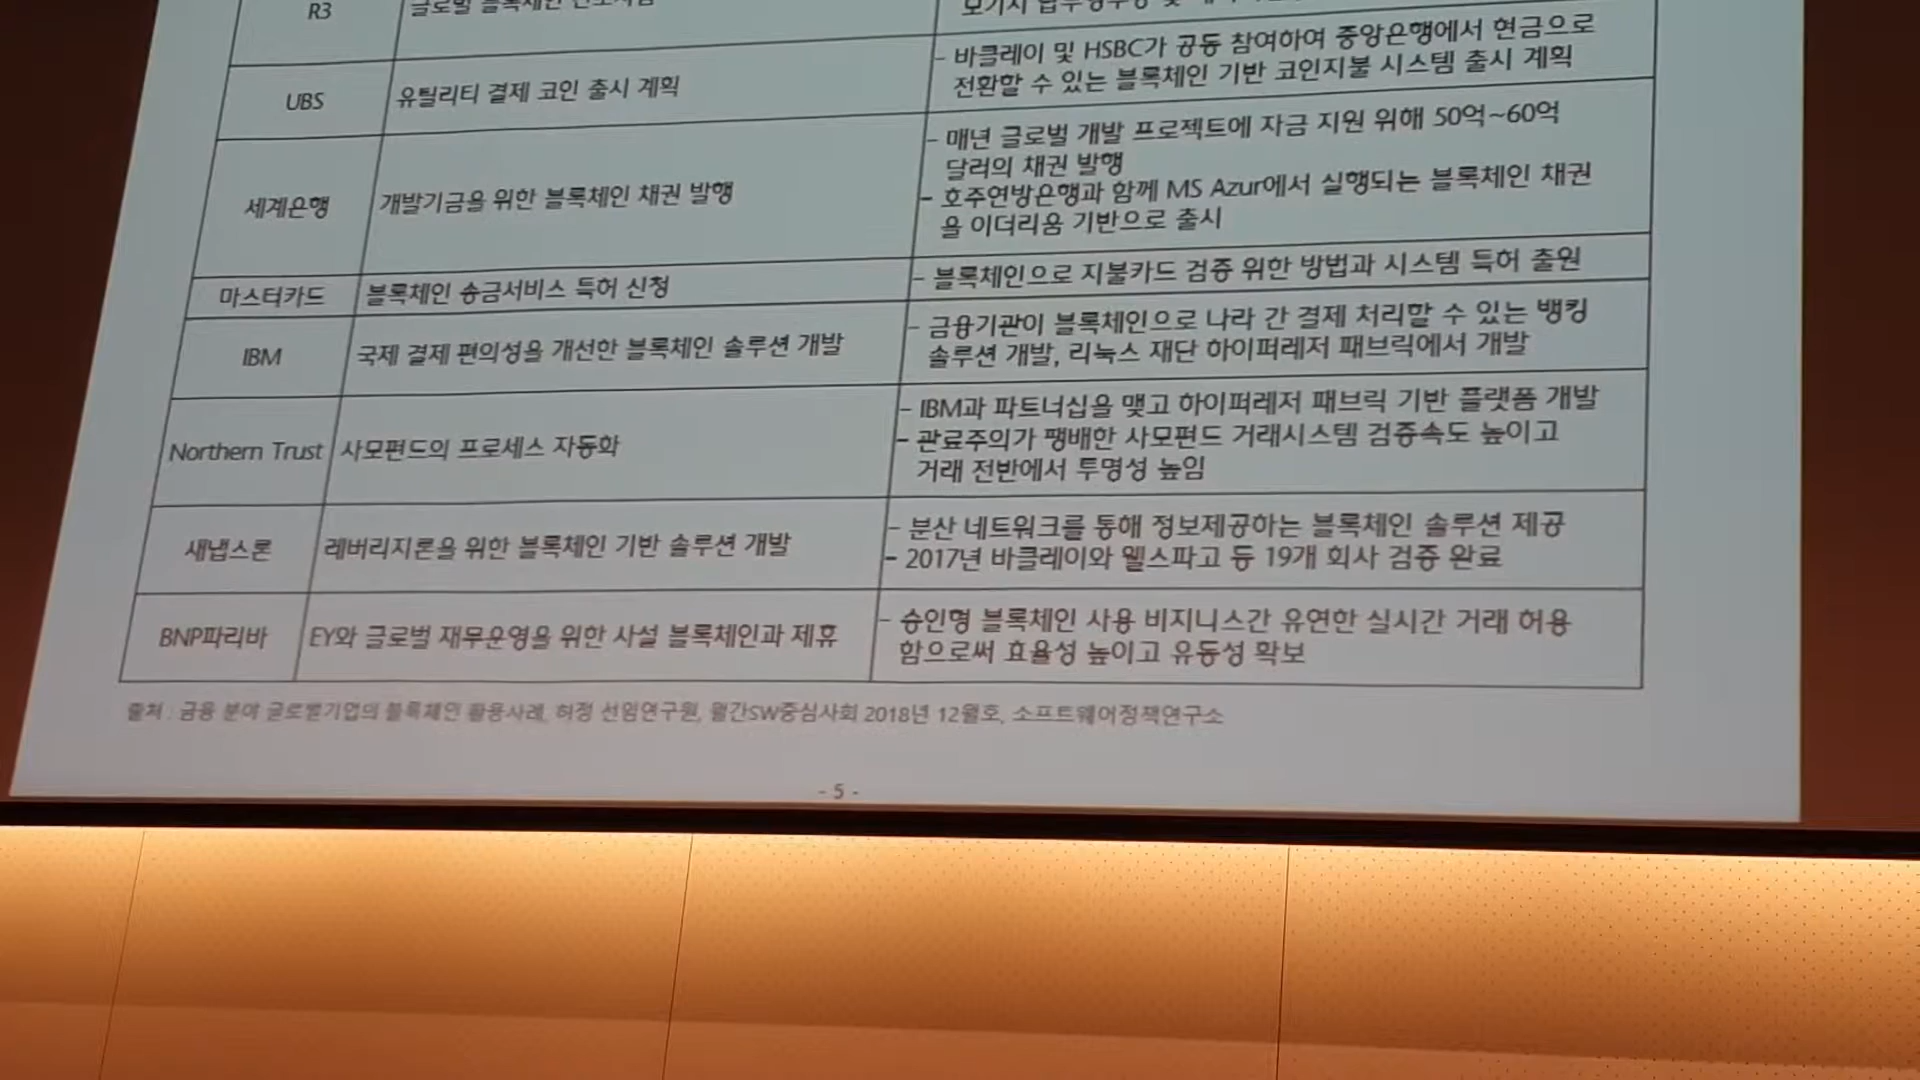 R3
글로벌 블록체인
UBS
유틸리티 결제 코인 출시 계획
- 바클레이 및 HSBC가 공동 참여하여 중앙은행에서 현금으로
전환할 수 있는 블록체인 기반 코인지불 시스템 출시 계획
세계은행
개발기금을 위한 블록체인 채권 발행
- 매년 글로벌 개발 프로젝트에 자금 지원 위해 50억~60억
달러의 채권 발행
- 호주연방은행과 함께 MS Azur에서 실행되는 블록체인 채권
을 이더리움 기반으로 출시
마스터카드
블록체인 송금서비스 특허 신청
- 블록체인으로 지불카드 검증 위한 방법과 시스템 특허 출원
IBM
국제 결제 편의성을 개선한 블록체인 솔루션 개발
- 금융기관이 블록체인으로 나라 간 결제 처리할 수 있는 뱅킹
솔루션 개발, 리눅스 재단 하이퍼레저 패브릭에서 개발
Northern Trust
사모펀드의 프로세스 자동화
- IBM과 파트너십을 맺고 하이퍼레저 패브릭 기반 플랫폼 개발
- 관료주의가 팽배한 사모펀드 거래시스템 검증속도 높이고
거래 전반에서 투명성 높임
새냅스론
레버리지론을 위한 블록체인 기반 솔루션 개발
- 분산 네트워크를 통해 정보제공하는 블록체인 솔루션 제공
- 2017년 바클레이와 웰스파고 등 19개 회사 검증 완료
BNP파리바
EY와 글로벌 재무운영을 위한 사설 블록체인과 제휴
- 승인형 블록체인 사용 비지니스간 유연한 실시간 거래 허용
함으로써 효율성 높이고 유동성 확보
출처 : 금융 분야 글로벌기업의 블록체인 활용사례, 허정 선임연구원, 월간SW중심사회 2018년 12월호, 소프트웨어정책연구소
- 5 -